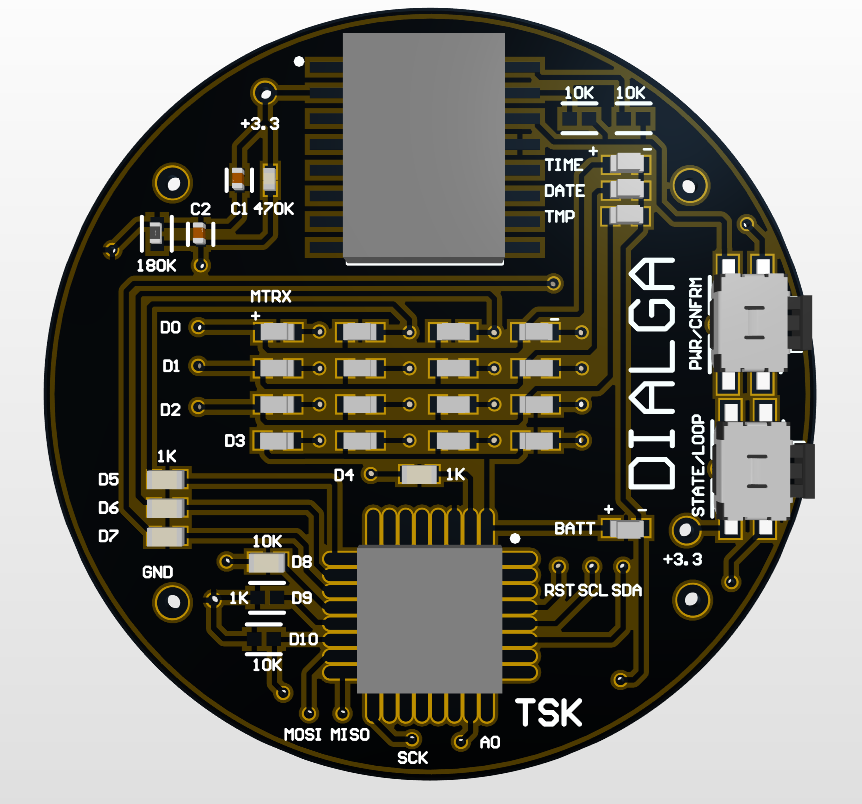 10K 10K
+3.3
TIME + -
DATE
TMP
C1 470K
C2
180K
MTRX
+ -
D0
D1
D2
D3
DIALGA
PWR/CNFRM
STATE/LOOP
1K
D4 1K
D5
D6
D7
BATT + -
+3.3
10K
D8
GND
1K D9
D10
10K
RST SCL SDA
TSK
MOSI MISO
SCK
A0